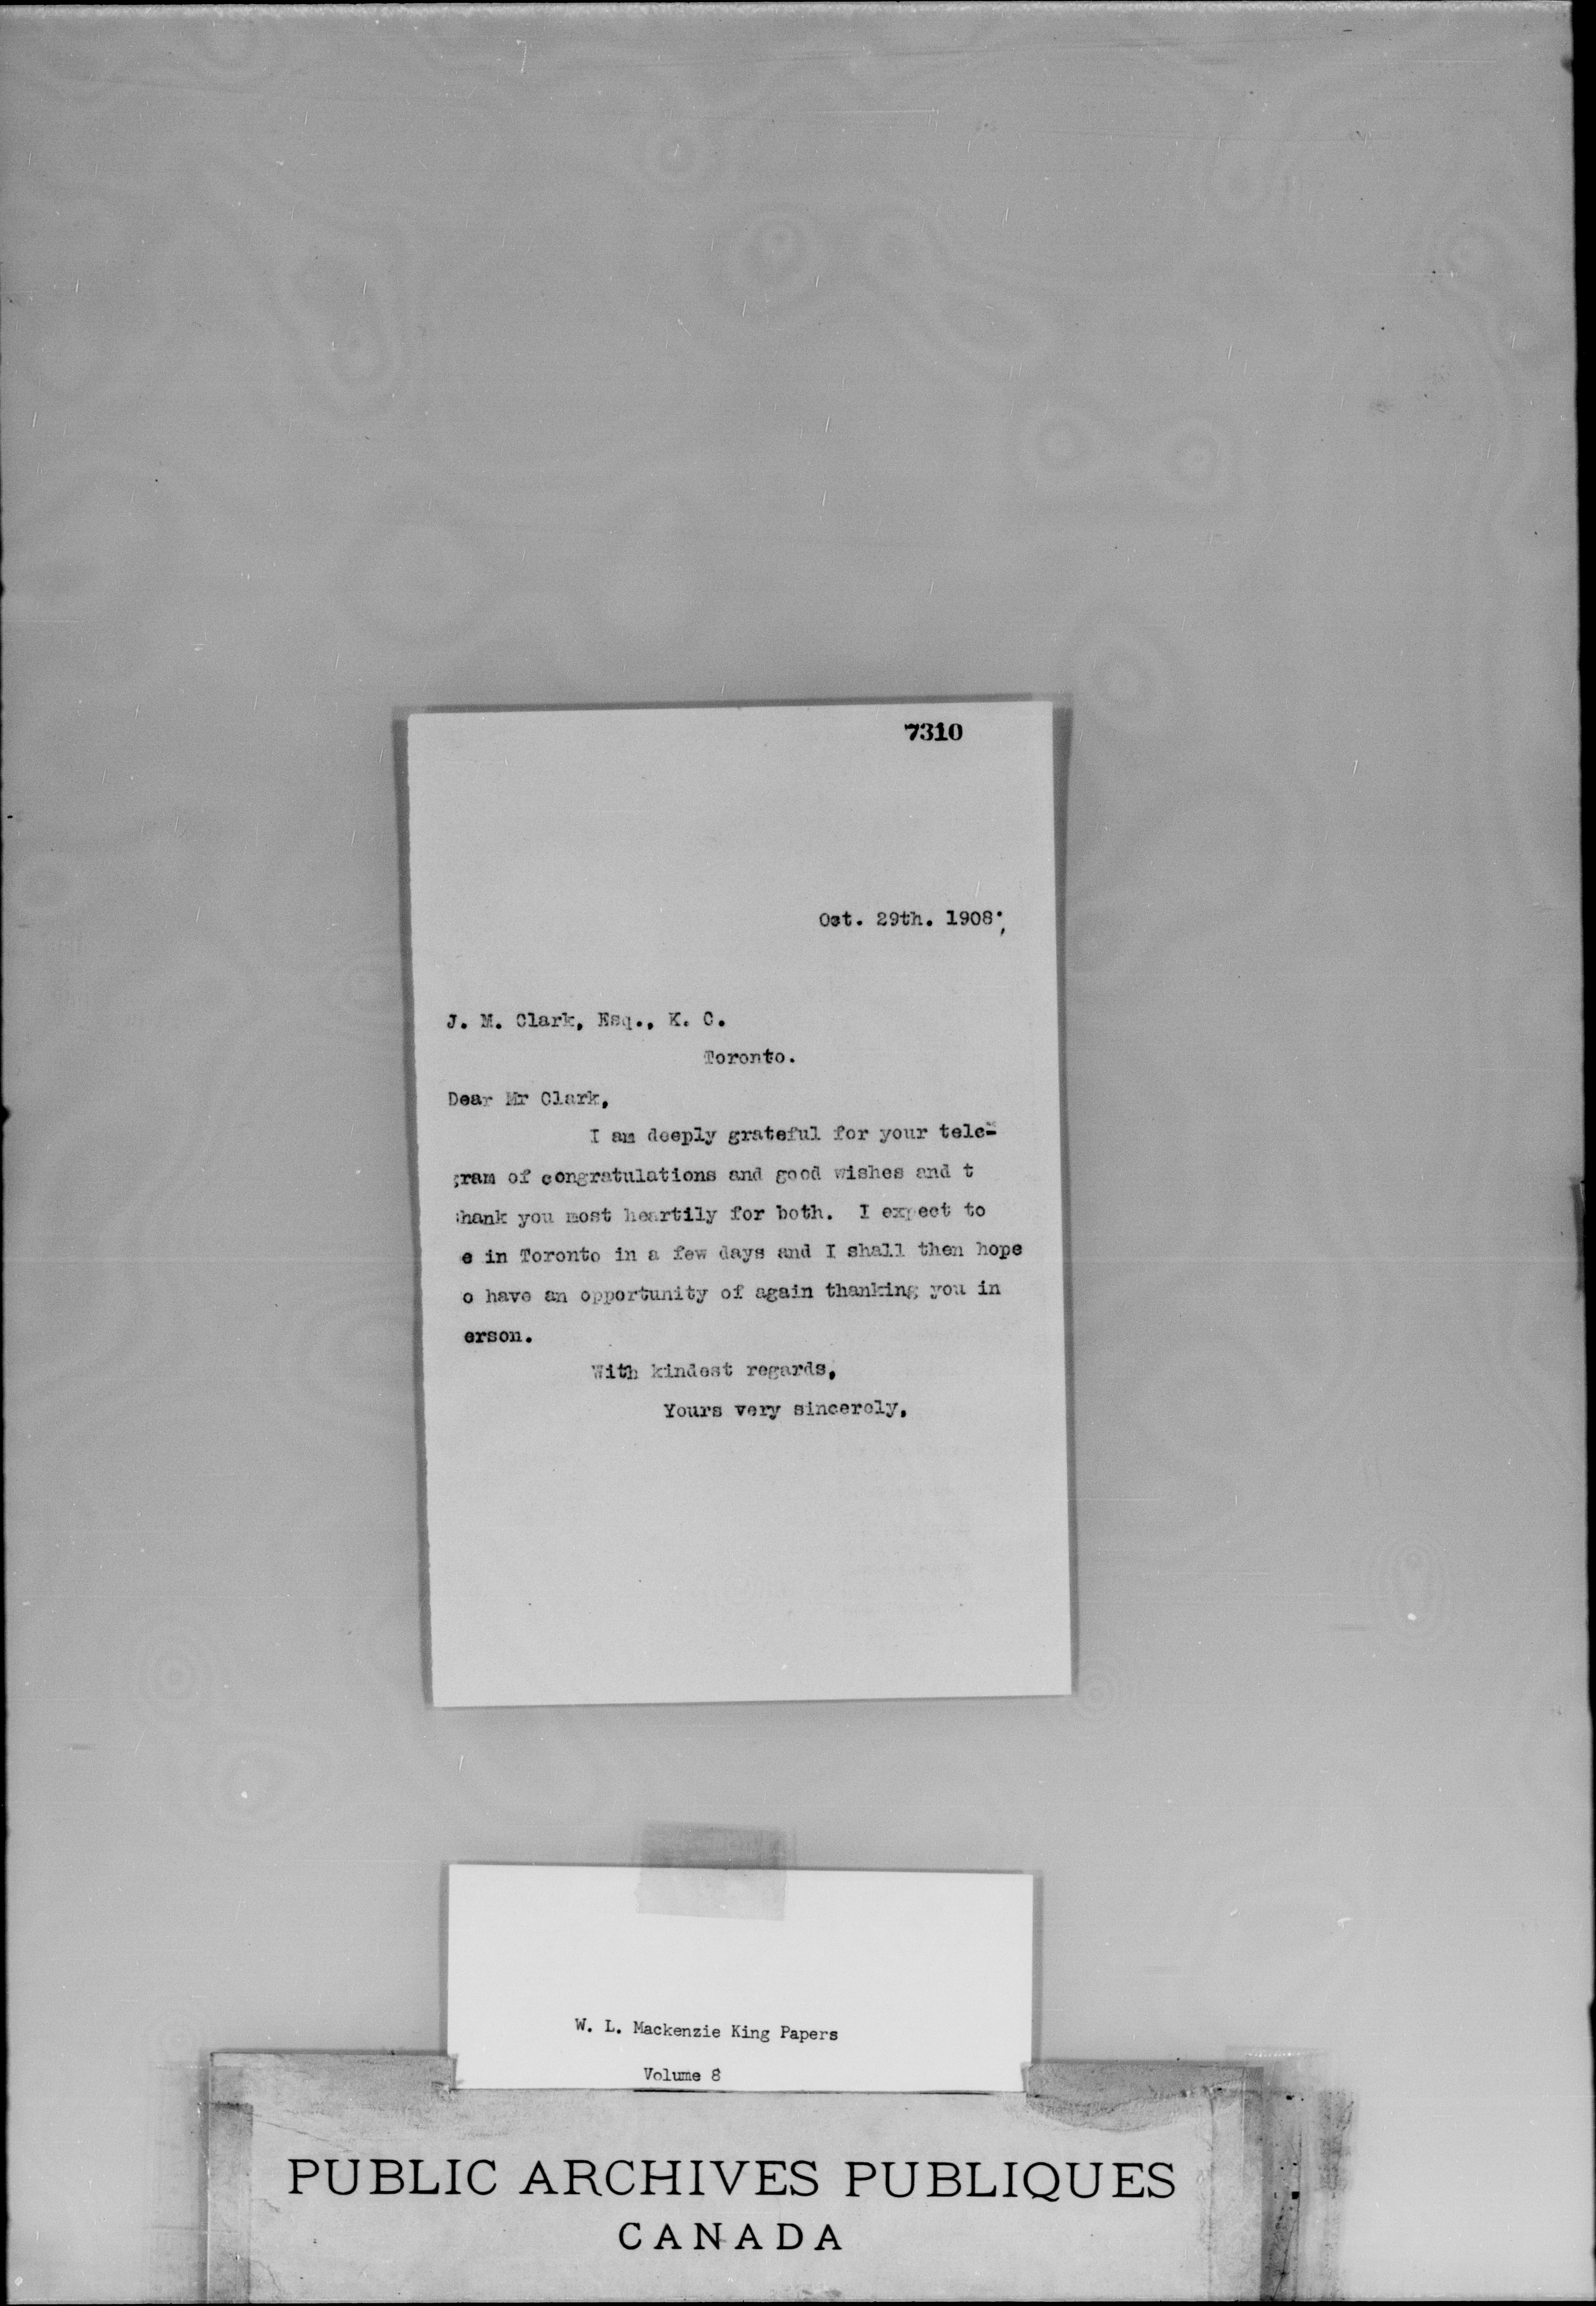 7310
Oct. 29th. 1908.,
J. M. Clark, Esq., K. C.
Toronto.
Dear Mr Clark,
I am deeply grateful for your tele-
gram of congratulations and good wishes and t
thank you most heartily for both. I expect to
e in Toronto in a few days and I shall then hope
o have an opportunity of again thanking you in
erson.
With kindest regards,
Yours very sincerely,
W. L. Mackenzie King Papers
Volume 8
PUBLIC ARCHIVES PUBLIQUES
CANADA